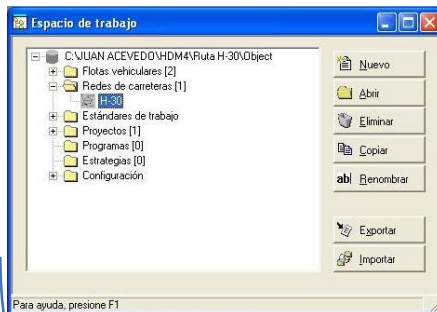 Espacio de trabajo
C:\JUAN ACEVEDO\HDM4\Ruta H-30\Object
Flotas vehiculares [2]
Redes de carreteras [1]
H-30
Estándares de trabajo
Proyectos [1]
Programas [0]
Estrategias [0]
Configuración
Nuevo
Abrir
Eliminar
Copiar
ab| Renombrar
Exportar
Importar
Para ayuda, presione F1